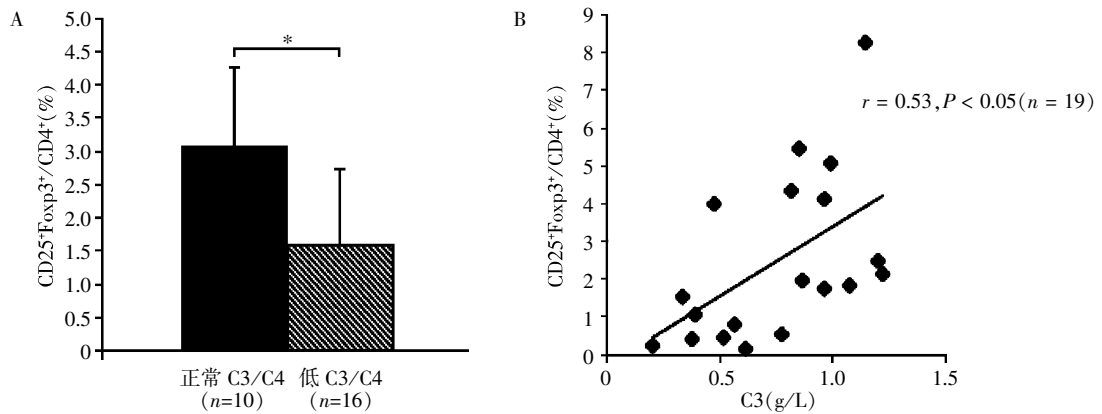 A
5.0
4.5
4.0
3.5
3.0
2.5
2.0
1.5
1.0
0.5
0
CD25⁺Foxp3⁺/CD4⁺(%)
*
正常 C3/C4
(n=10)
低 C3/C4
(n=16)
B
9
8
7
6
5
4
3
2
1
0
CD25⁺Foxp3⁺/CD4⁺(%)
r = 0.53,P < 0.05(n = 19)
0 0.5 1.0 1.5
C3(g/L)